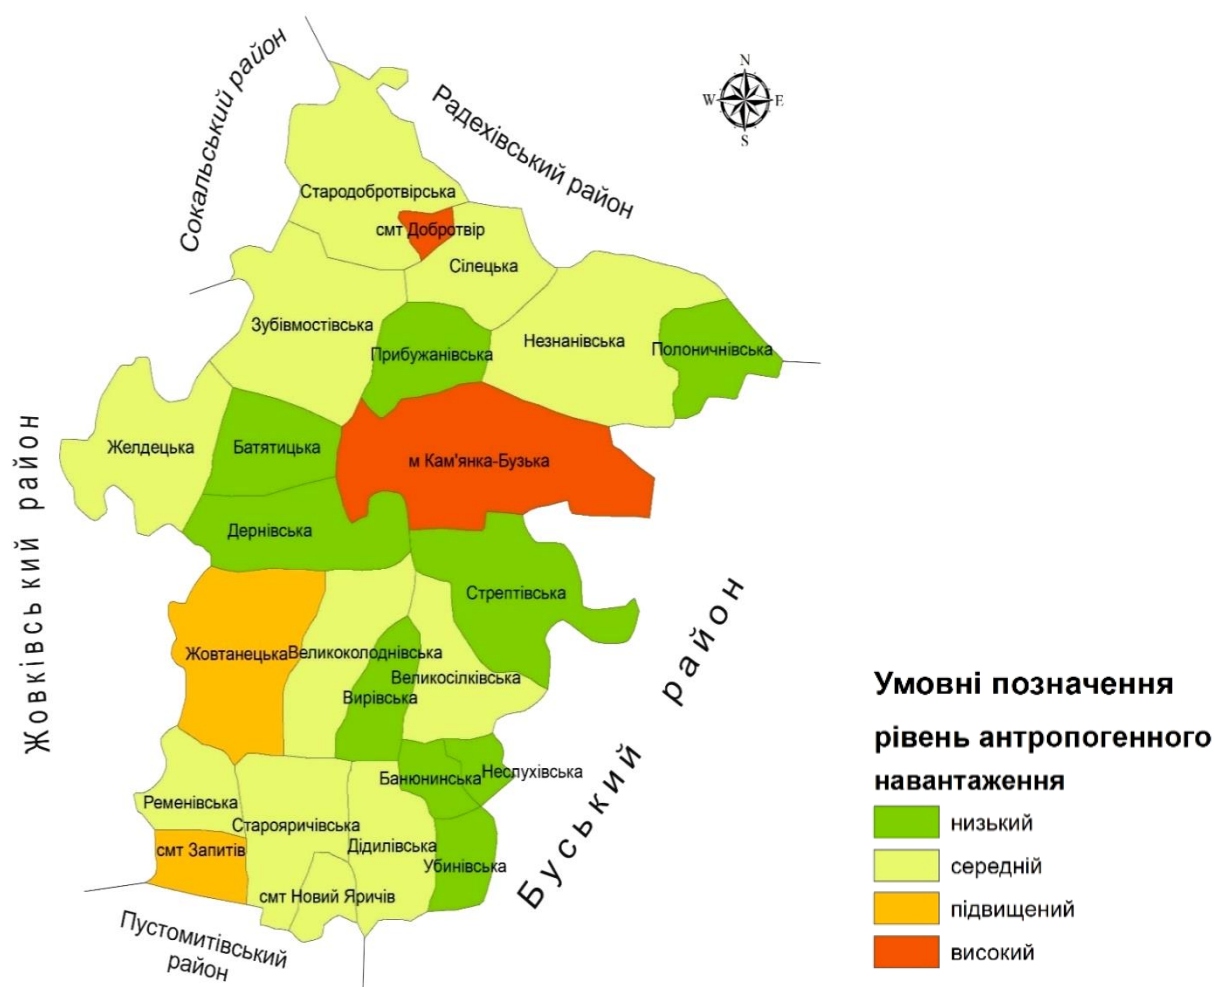 Сокальський район
Радехівський район
N
W
E
S
Стародобротвірська
смт Добротвір
Сілецька
Зубівмостівська
Незнанівська
Прибужанівська
Полоничнівська
Желдецька
Батятицька
м Кам'янка-Бузька
Дернівська
Жовківський район
Стрептівська
Жовтанецька
Великоколоднівська
Великосілківська
Вирівська
Буський район
Банюнинська
Неслухівська
Ременівська
Старояричівська
Дідилівська
смт Запитів
Убинівська
смт Новий Яричів
Пустомитівський
район
Умовні позначення
рівень антропогенного
навантаження
низький
середній
підвищений
високий